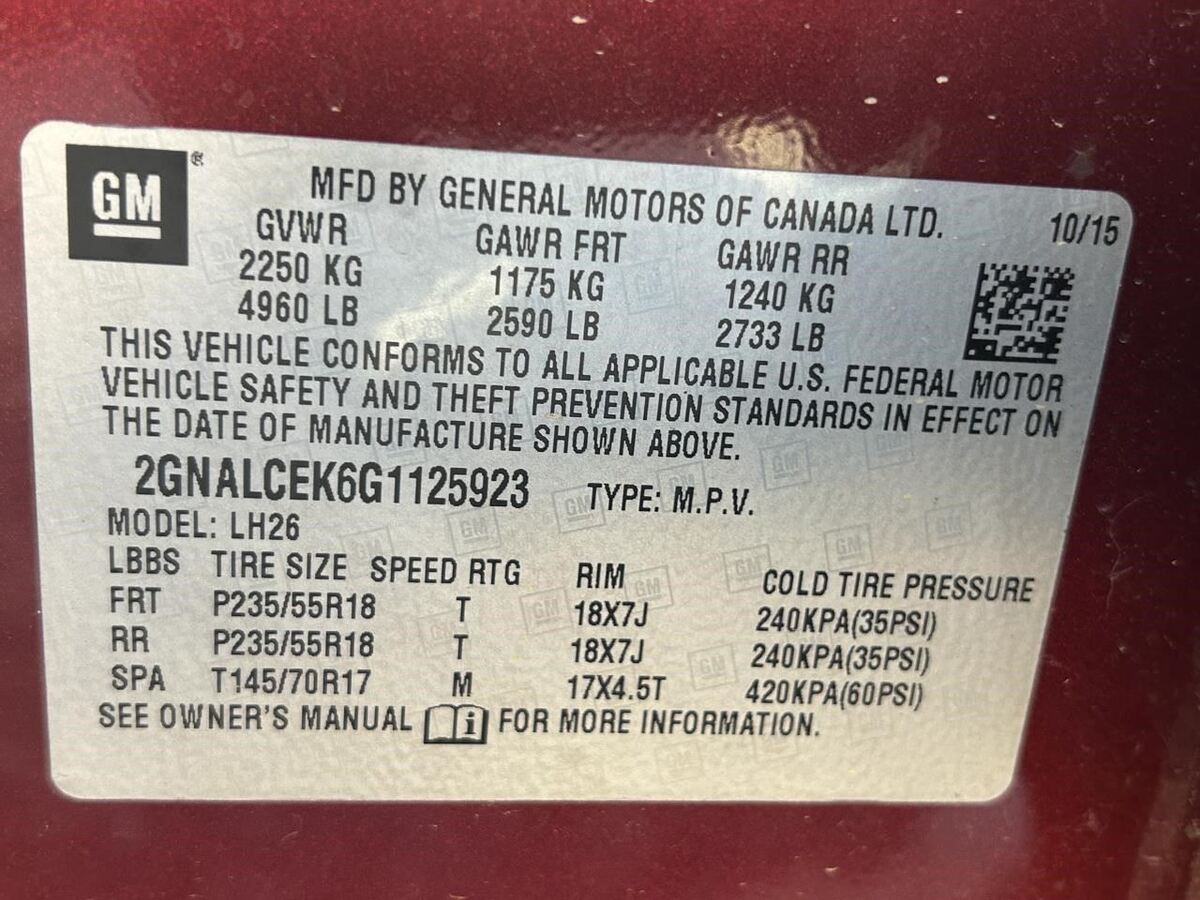 GM ®
MFD BY GENERAL MOTORS OF CANADA LTD. 10/15
GVWR GAWR FRT GAWR RR
2250 KG 1175 KG 1240 KG
4960 LB 2590 LB 2733 LB
THIS VEHICLE CONFORMS TO ALL APPLICABLE U.S. FEDERAL MOTOR
VEHICLE SAFETY AND THEFT PREVENTION STANDARDS IN EFFECT ON
THE DATE OF MANUFACTURE SHOWN ABOVE.
2GNALCEK6G1125923 TYPE: M.P.V.
MODEL: LH26
LBBS TIRE SIZE SPEED RTG RIM COLD TIRE PRESSURE
FRT P235/55R18 T 18X7J 240KPA(35PSI)
RR P235/55R18 T 18X7J 240KPA(35PSI)
SPA T145/70R17 M 17X4.5T 420KPA(60PSI)
SEE OWNER'S MANUAL i FOR MORE INFORMATION.